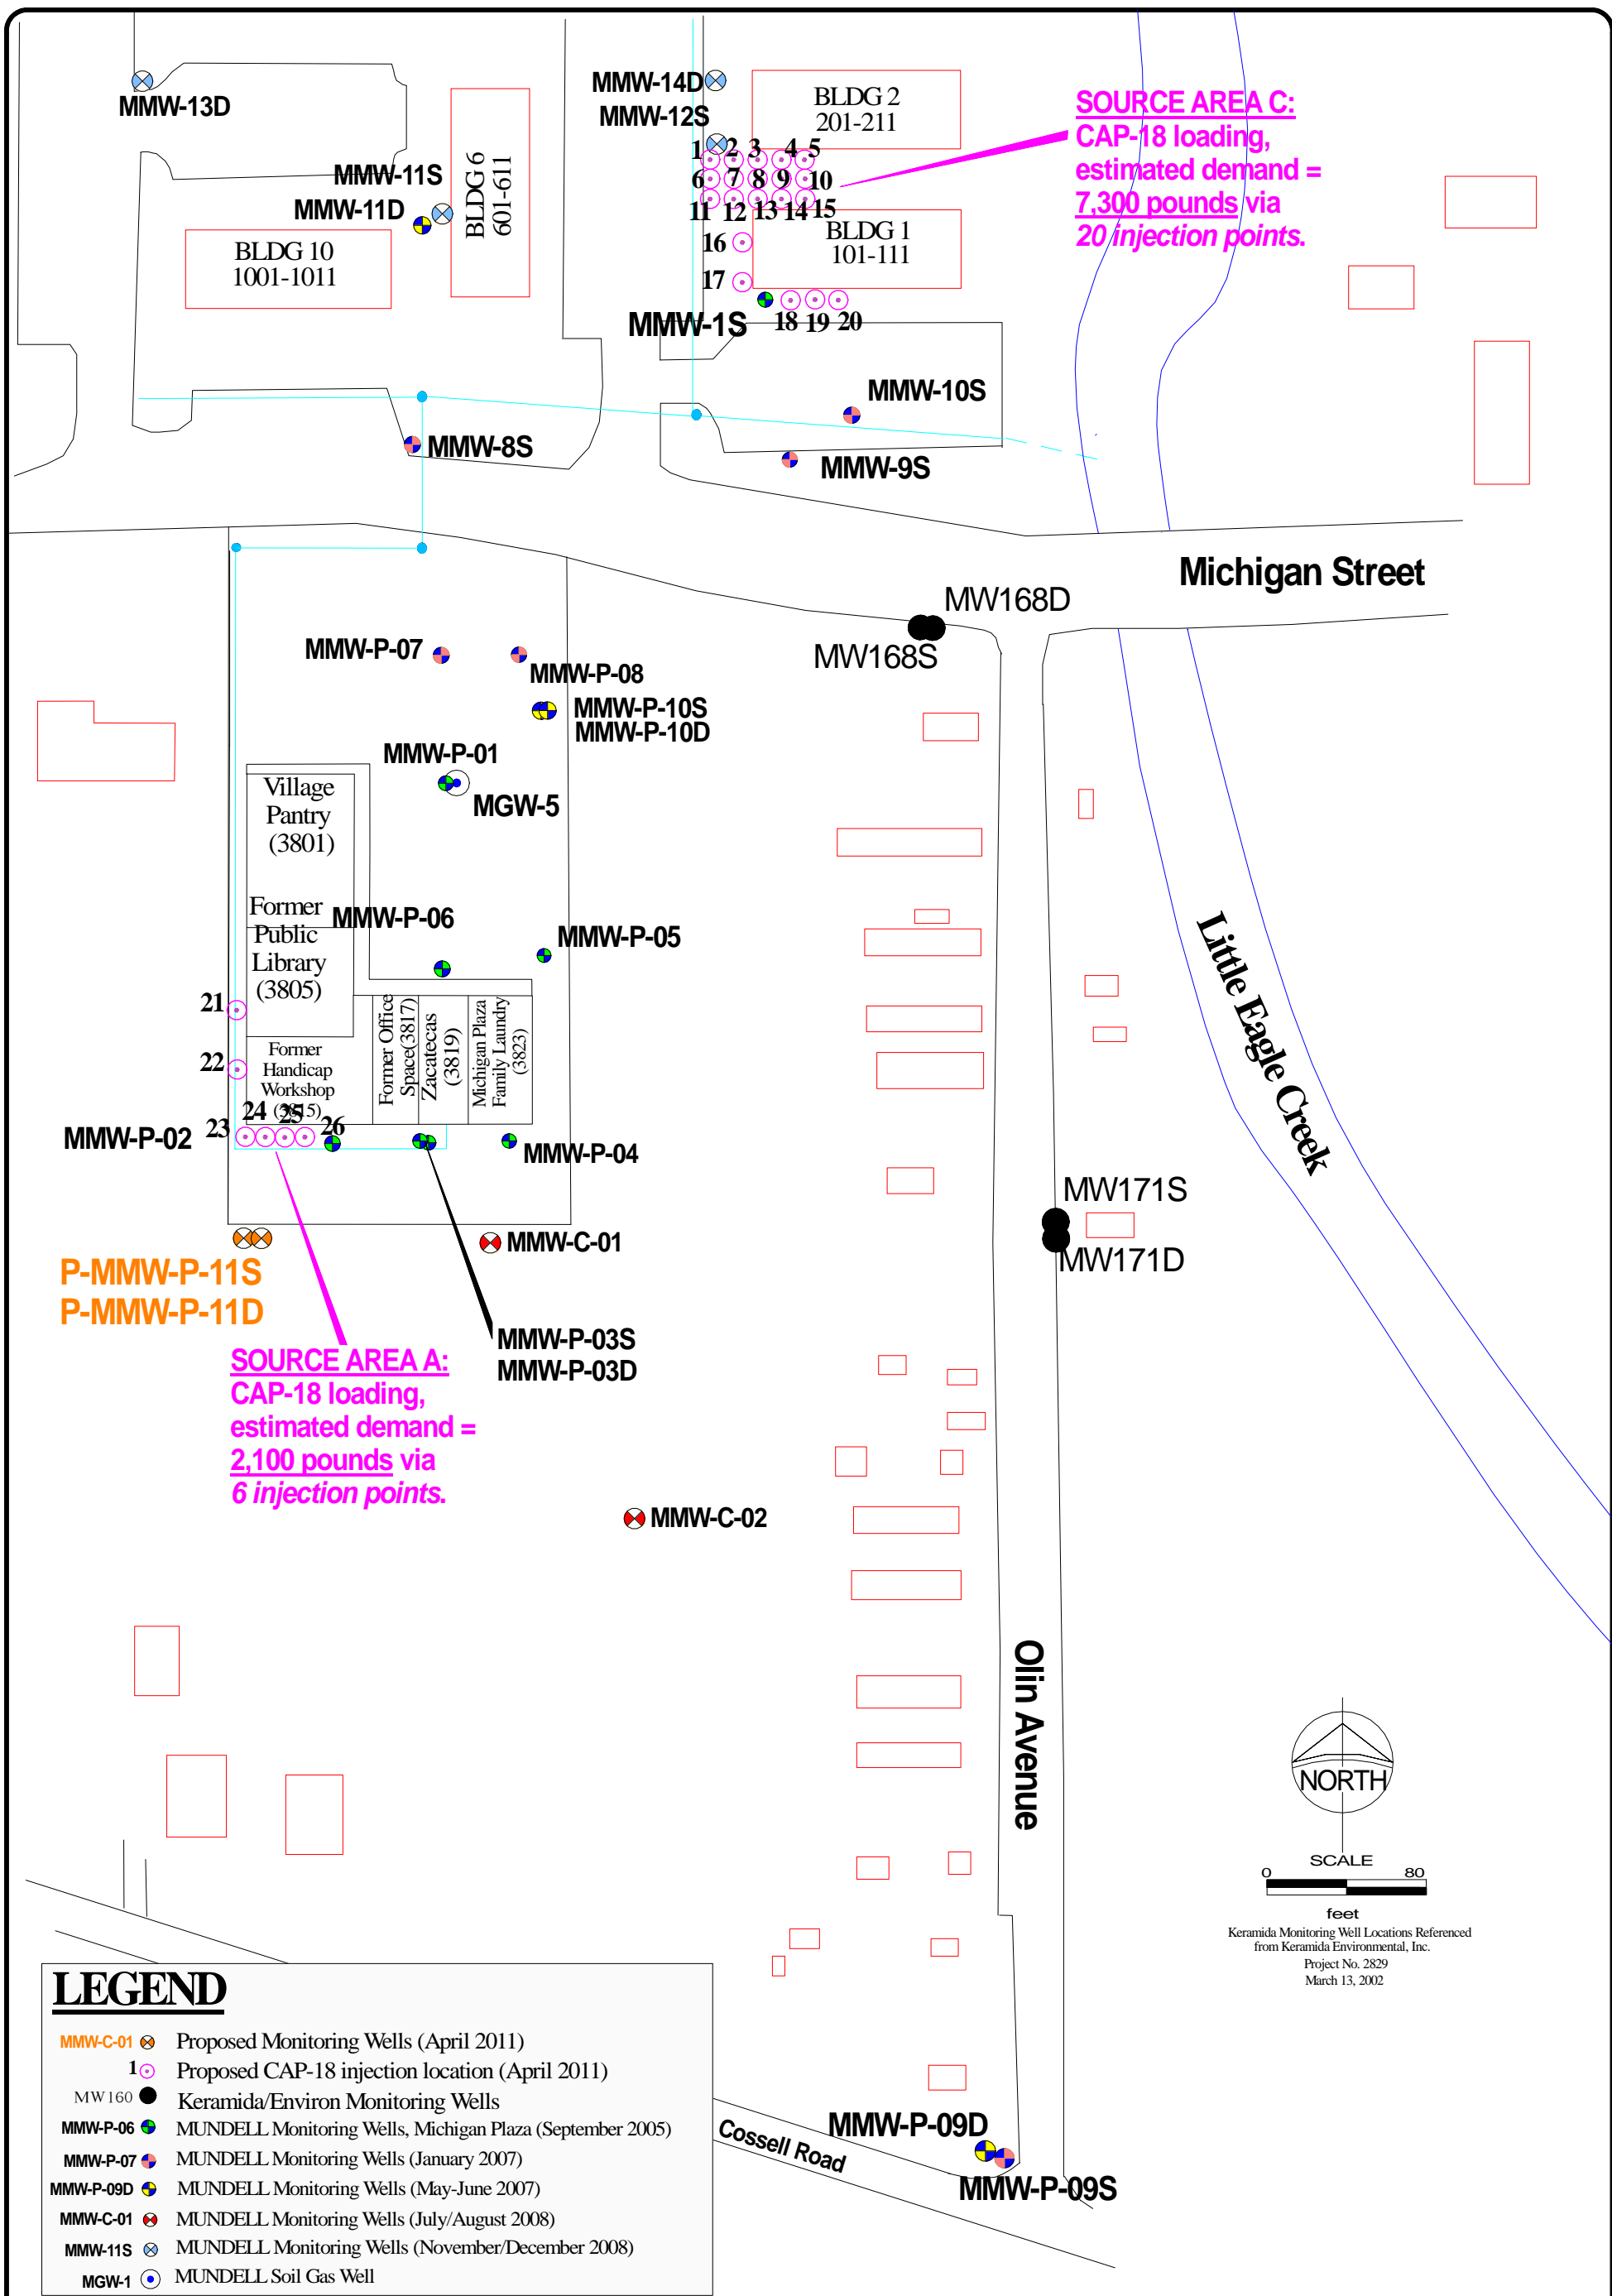 MMW-13D
MMW-14D
MMW-12S
BLDG 2
201-211
SOURCE AREA C:
CAP-18 loading,
estimated demand =
7,300 pounds via
20 injection points.
1 2 3 4 5
6 7 8 9 10
11 12 13 14 15
MMW-11S
MMW-11D
BLDG 6
601-611
BLDG 10
1001-1011
BLDG 1
101-111
16
17
MMW-1S
18 19 20
MMW-10S
MMW-8S
MMW-9S
Michigan Street
MW168D
MW168S
MMW-P-07
MMW-P-08
MMW-P-10S
MMW-P-10D
MMW-P-01
MGW-5
Village
Pantry
(3801)
Former
Public
Library
(3805)
MMW-P-06
MMW-P-05
Little Eagle Creek
21
22
Former
Handicap
Workshop
(3815)
Former Office
Space(3817)
Zacatecas
(3819)
Michigan Plaza
Family Laundry
(3823)
MMW-P-02
23 24 25 26
MMW-P-04
MW171S
MW171D
MMW-C-01
P-MMW-P-11S
P-MMW-P-11D
MMW-P-03S
MMW-P-03D
SOURCE AREA A:
CAP-18 loading,
estimated demand =
2,100 pounds via
6 injection points.
MMW-C-02
Olin Avenue
NORTH
SCALE
0 80
feet
Keramida Monitoring Well Locations Referenced
from Keramida Environmental, Inc.
Project No. 2829
March 13, 2002
Cossell Road
MMW-P-09D
MMW-P-09S
LEGEND
MMW-C-01 Proposed Monitoring Wells (April 2011)
1 Proposed CAP-18 injection location (April 2011)
MW160 Keramida/Environ Monitoring Wells
MMW-P-06 MUNDELL Monitoring Wells, Michigan Plaza (September 2005)
MMW-P-07 MUNDELL Monitoring Wells (January 2007)
MMW-P-09D MUNDELL Monitoring Wells (May-June 2007)
MMW-C-01 MUNDELL Monitoring Wells (July/August 2008)
MMW-11S MUNDELL Monitoring Wells (November/December 2008)
MGW-1 MUNDELL Soil Gas Well